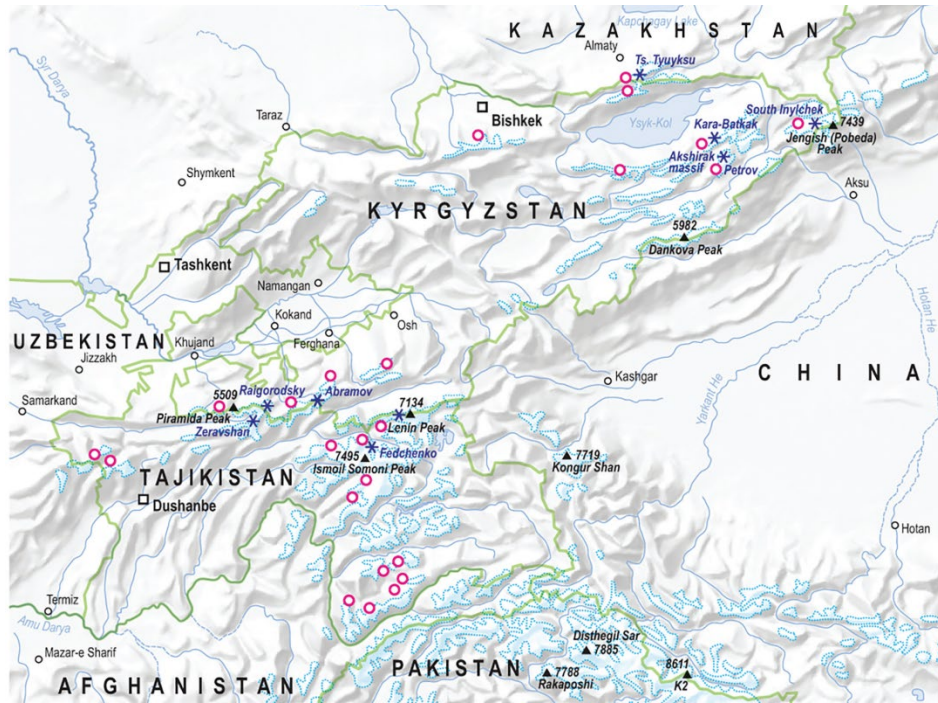 KAZAKHSTAN
Kapchagay Lake
Almaty
Ts. Tyuyksu
Syr Darya
Taraz
Bishkek
Ysyk-Kol
South Inylchek
Kara-Batkak
7439
Jengish (Pobeda)
Peak
Akshirak
massif
Petrov
Shymkent
Aksu
KYRGYZSTAN
5982
Dankova Peak
Tashkent
Namangan
Hotan He
UZBEKISTAN
Kokand
Osh
Khujand
Ferghana
Jizzakh
CHINA
Yarkani He
Kashgar
Samarkand
5509
Raigorodsky
Abramov
7134
Piramida Peak
Lenin Peak
Zeravshan
Fedchenko
7495
Ismoil Somoni Peak
7719
Kongur Shan
TAJIKISTAN
Dushanbe
Hotan
Termiz
Amu Darya
Mazar-e Sharif
Disthegil Sar
7885
PAKISTAN
8611
K2
7788
Rakaposhi
AFGHANISTAN